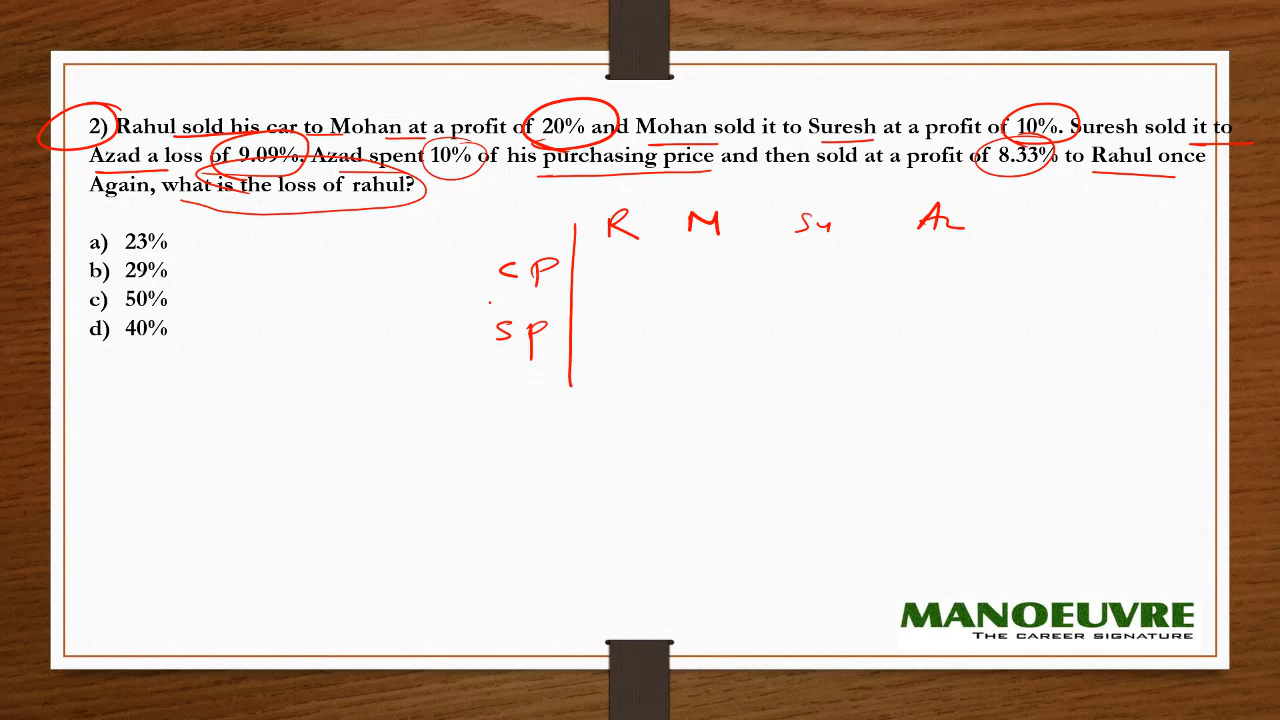 2) Rahul sold his car to Mohan at a profit of 20% and Mohan sold it to Suresh at a profit of 10%. Suresh sold it to
Azad a loss of 9.09%. Azad spent 10% of his purchasing price and then sold at a profit of 8.33% to Rahul once
Again, what is the loss of rahul?
R M Su Az
a) 23%
CP
b) 29%
c) 50%
d) 40%
SP
MANOEUVRE
THE CAREER SIGNATURE